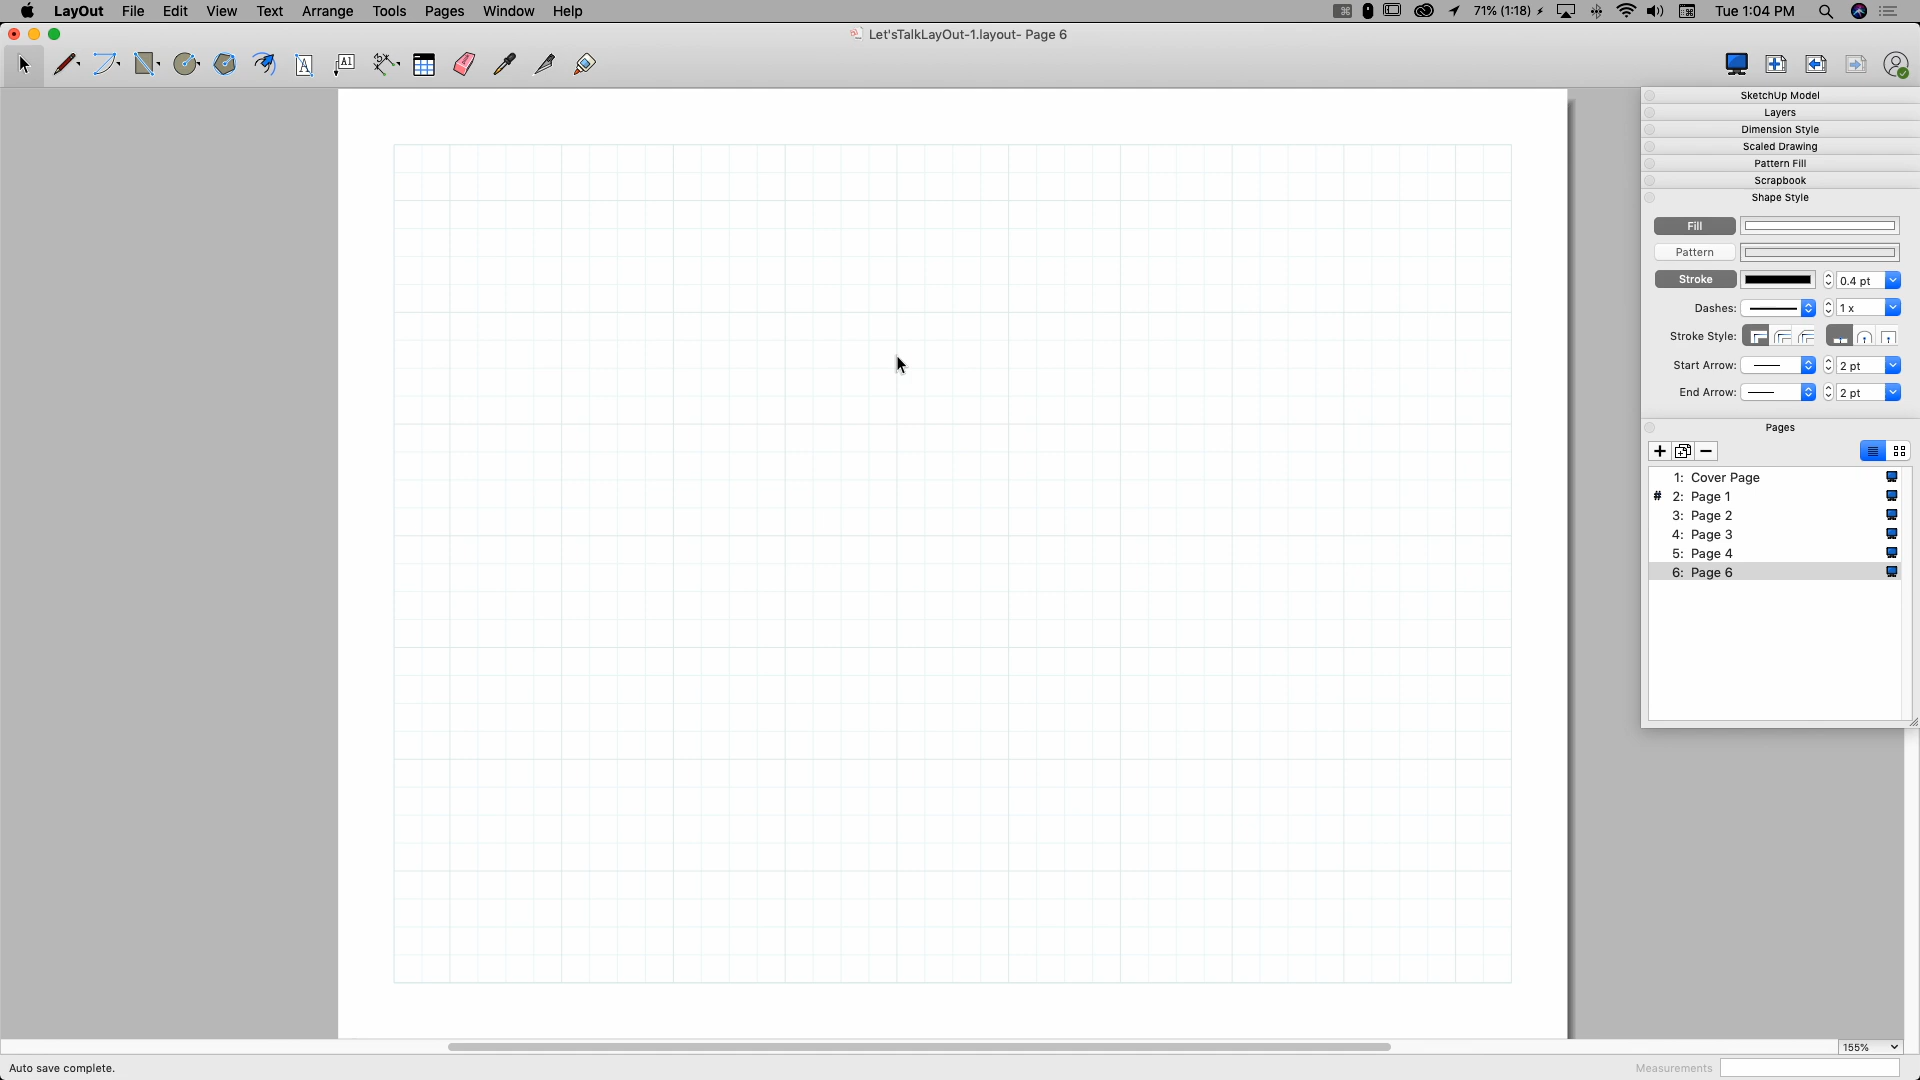 LayOut File Edit View Text Arrange Tools Pages Window Help 71% (1:18) Tue 1:04 PM
Let'sTalkLayOut-1.layout- Page 6
A A1
SketchUp Model
Layers
Dimension Style
Scaled Drawing
Pattern Fill
Scrapbook
Shape Style
Fill
Pattern
Stroke 0.4 pt
Dashes: 1 x
Stroke Style:
Start Arrow: 2 pt
End Arrow: 2 pt
Pages
1: Cover Page
# 2: Page 1
3: Page 2
4: Page 3
5: Page 4
6: Page 6
155%
Auto save complete. Measurements